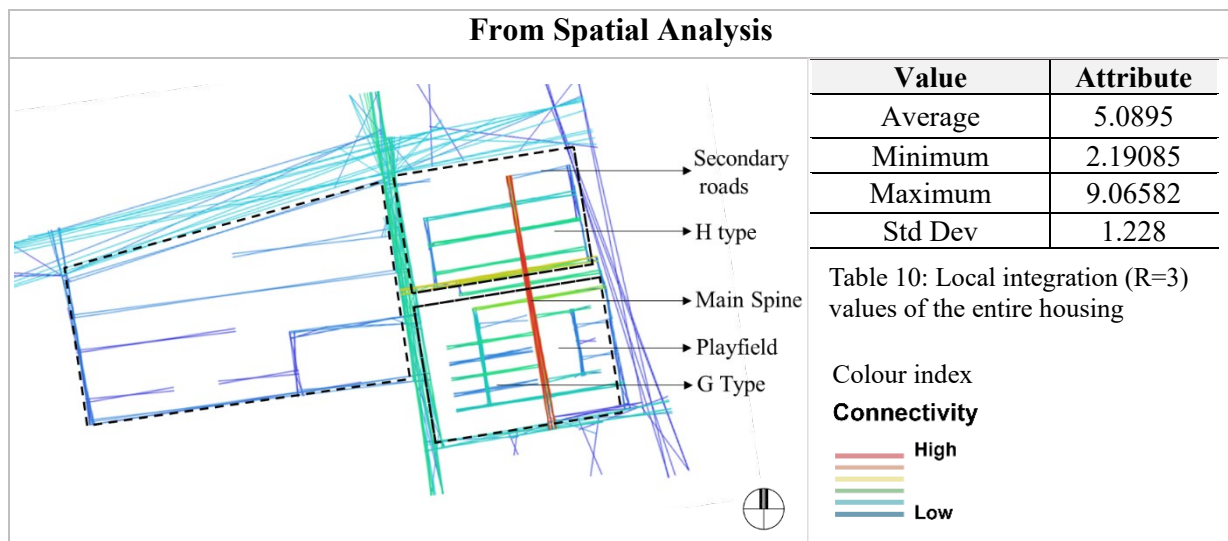 From Spatial Analysis
Secondary
roads
H type
Main Spine
Playfield
G Type
Value Attribute
Average 5.0895
Minimum 2.19085
Maximum 9.06582
Std Dev 1.228
Table 10: Local integration (R=3)
values of the entire housing
Colour index
Connectivity
High
Low